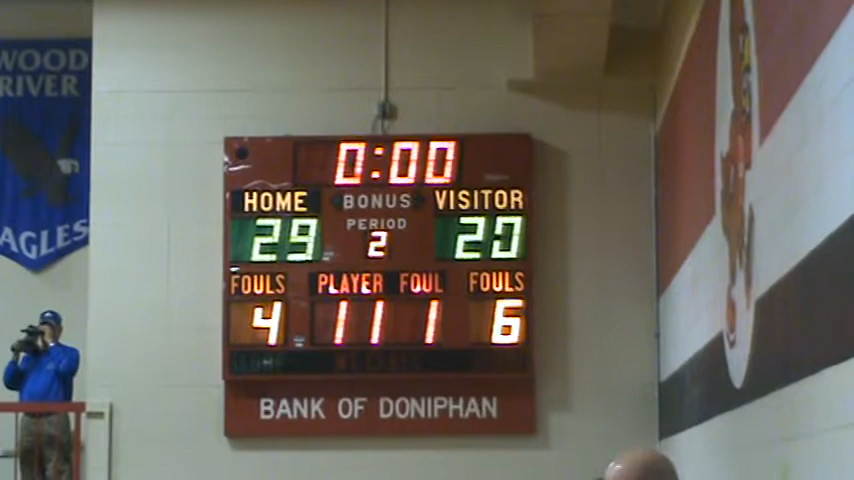 WOOD
RIVER
EAGLES
0:00
HOME BONUS VISITOR
PERIOD
29 2 20
FOULS PLAYER FOUL FOULS
4 11 1 6
BANK OF DONIPHAN